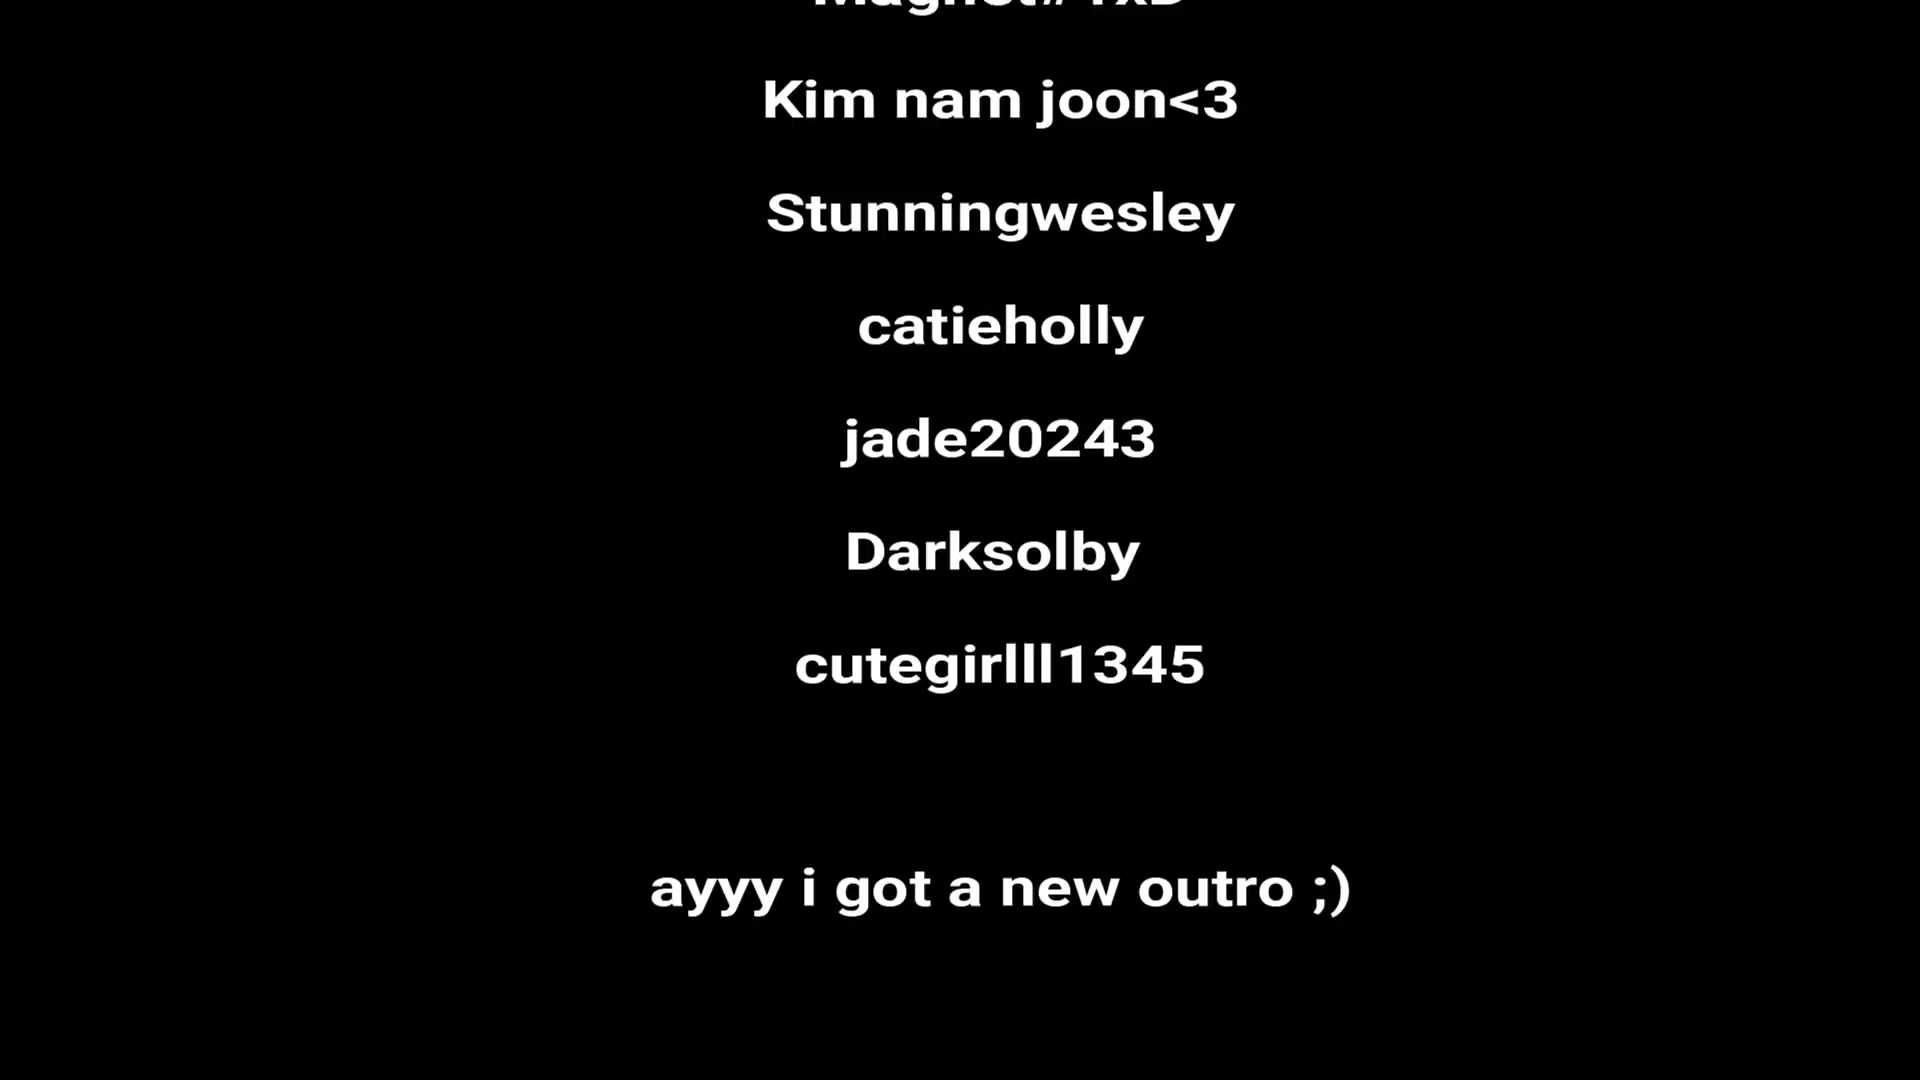 Kim nam joon<3
Stunningwesley
catieholly
jade20243
Darksolby
cutegirlll1345
ayyy i got a new outro ;)